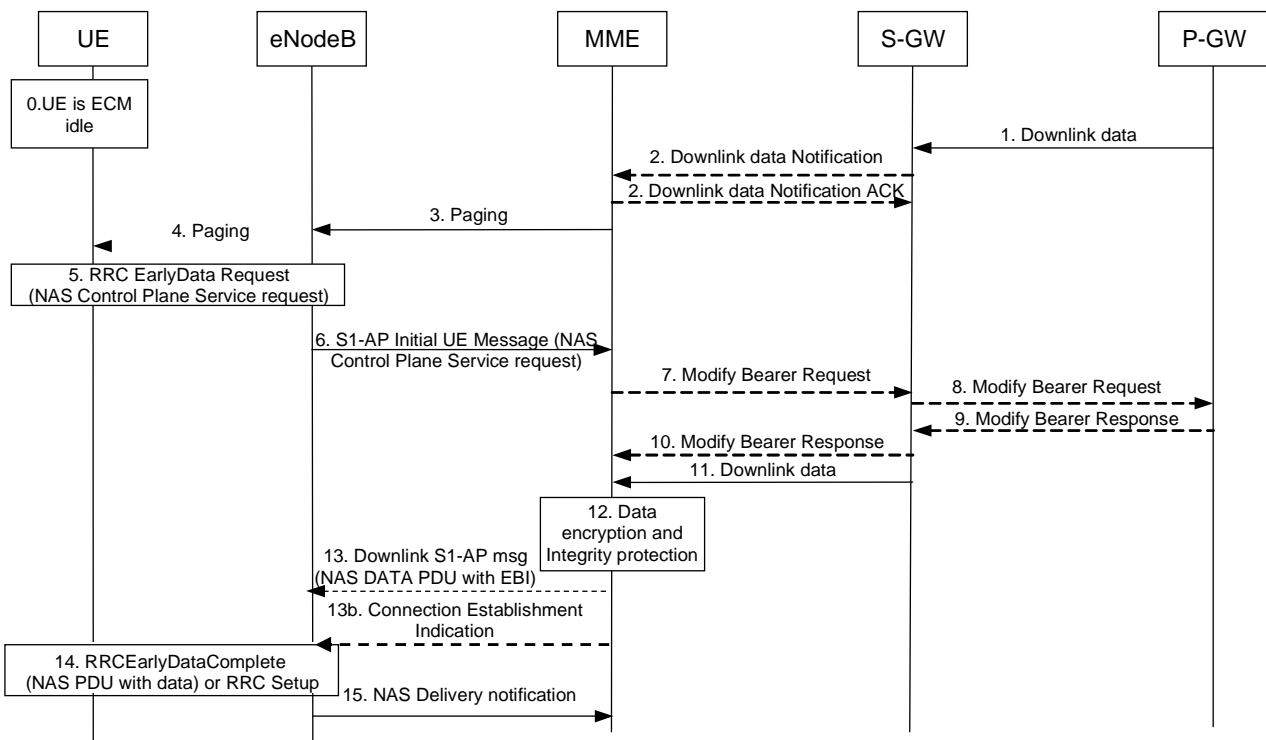 UE
eNodeB
MME
S-GW
P-GW
0.UE is ECM
idle
1. Downlink data
2. Downlink data Notification
2. Downlink data Notification ACK
3. Paging
4. Paging
5. RRC EarlyData Request
(NAS Control Plane Service request)
6. S1-AP Initial UE Message (NAS
Control Plane Service request)
7. Modify Bearer Request
8. Modify Bearer Request
9. Modify Bearer Response
10. Modify Bearer Response
11. Downlink data
12. Data
encryption and
Integrity protection
13. Downlink S1-AP msg
(NAS DATA PDU with EBI)
13b. Connection Establishment
Indication
14. RRCEarlyDataComplete
(NAS PDU with data) or RRC Setup
15. NAS Delivery notification